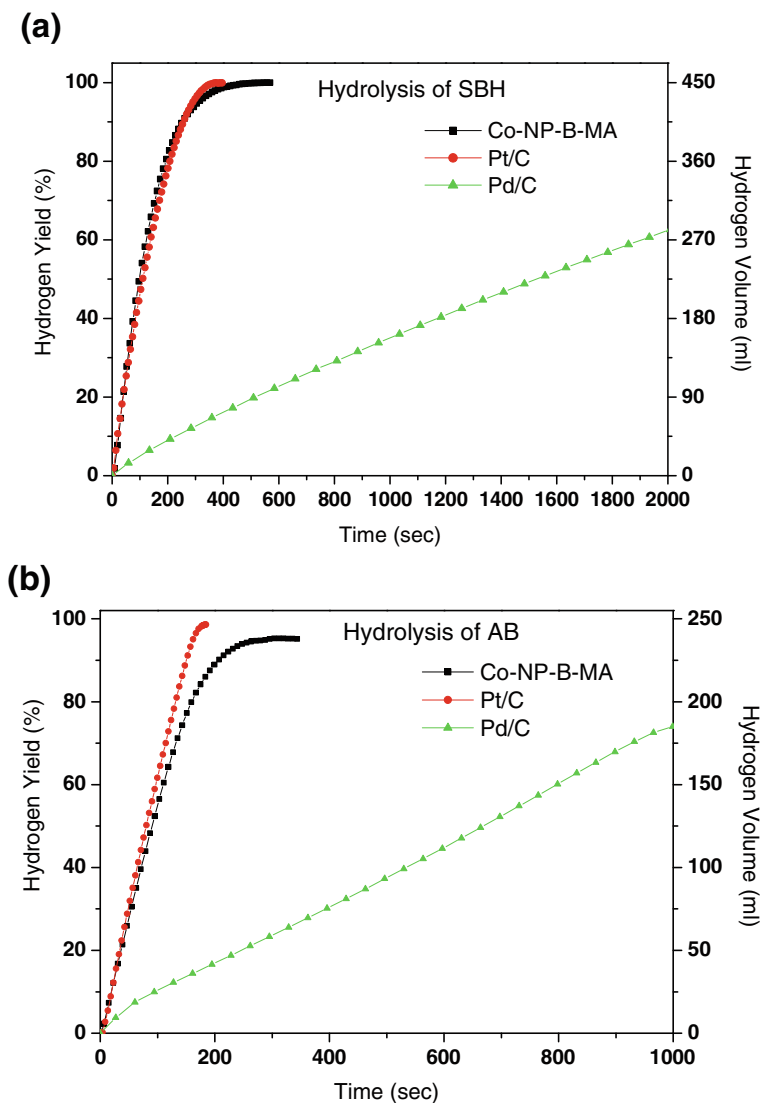 (a)
Hydrolysis of SBH
Co-NP-B-MA
Pt/C
Pd/C
Hydrogen Yield (%)
100
80
60
40
20
0
Hydrogen Volume (ml)
450
360
270
180
90
0
0 200 400 600 800 1000 1200 1400 1600 1800 2000
Time (sec)
(b)
Hydrolysis of AB
Co-NP-B-MA
Pt/C
Pd/C
Hydrogen Yield (%)
100
80
60
40
20
0
Hydrogen Volume (ml)
250
200
150
100
50
0
0 200 400 600 800 1000
Time (sec)